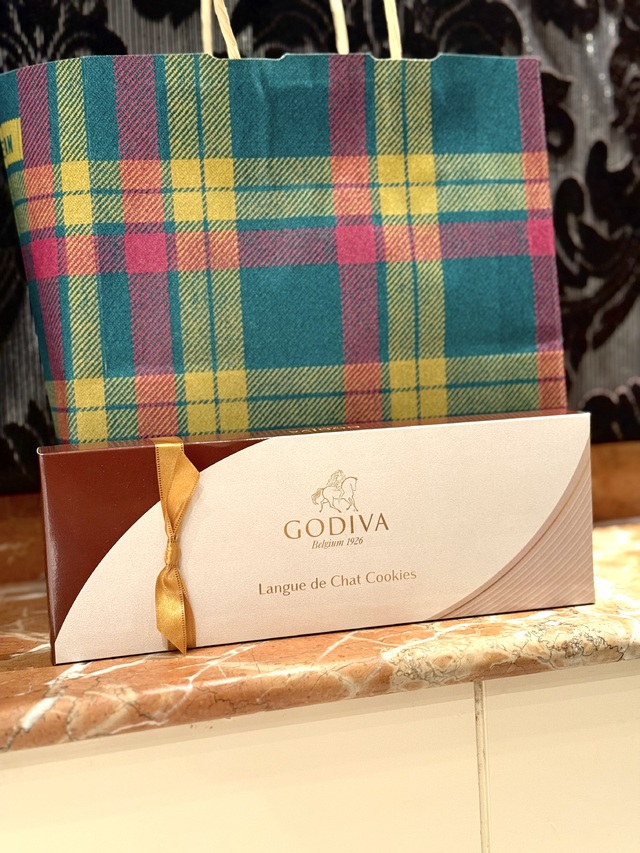 GODIVA
Belgium 1926
Langue de Chat Cookies